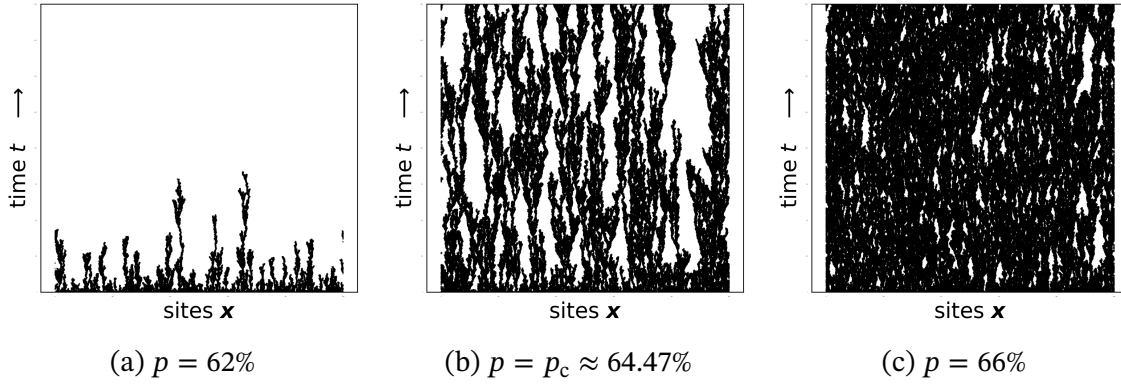 time t →
sites x
(a) p = 62%
time t →
sites x
(b) p = p_c ≈ 64.47%
time t →
sites x
(c) p = 66%